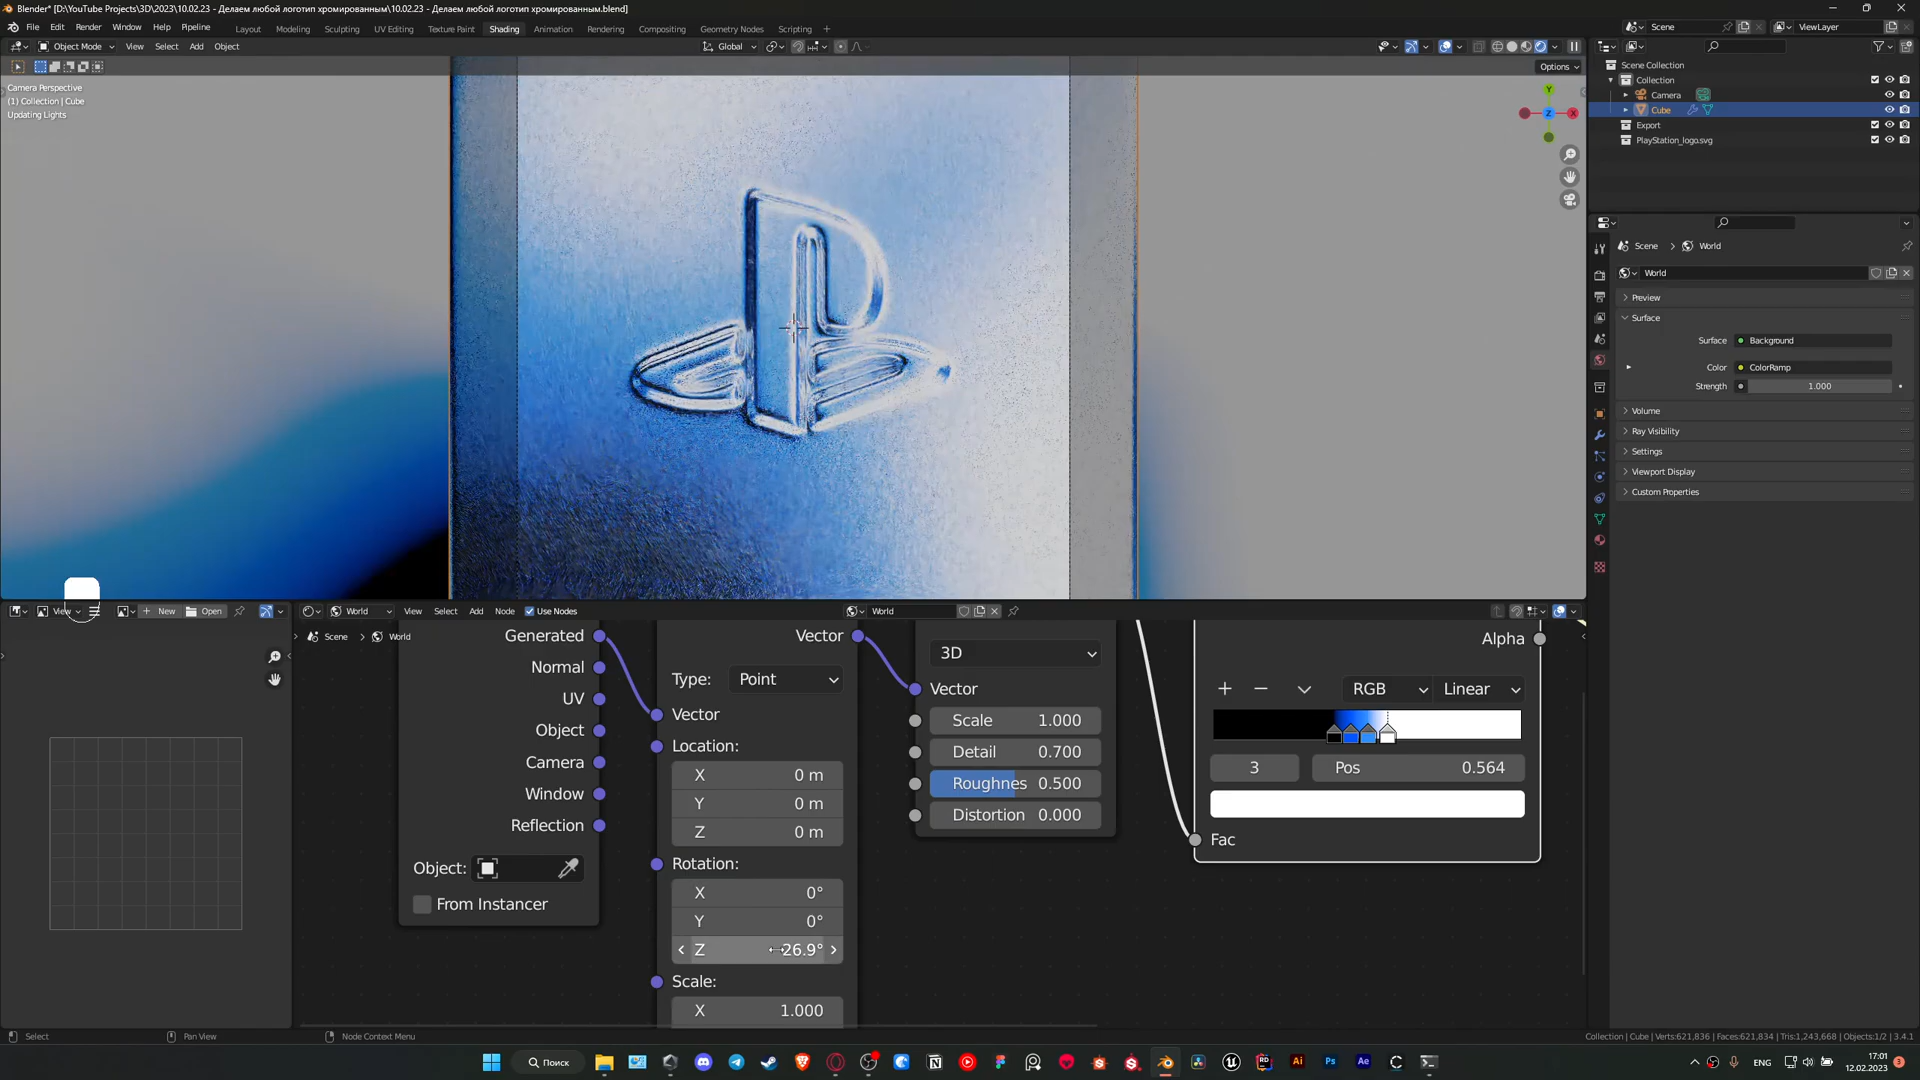 Blender* [D:\YouTube Projects\3D\2023\10.02.23 - Делаем любой логотип хромированным\10.02.23 - Делаем любой логотип хромированным.blend]
File Edit Render Window Help Pipeline
Layout Modeling Sculpting UV Editing Texture Paint Shading Animation Rendering Compositing Geometry Nodes Scripting +
Scene
ViewLayer
Object Mode View Select Add Object
Global
Options
Camera Perspective
(1) Collection | Cube
Updating Lights
Y
Z
X
Scene Collection
Collection
Camera
Cube
Export
PlayStation_logo.svg
Scene > World
World
Preview
Surface
Surface Background
Color ColorRamp
Strength 1.000
Volume
Ray Visibility
Settings
Viewport Display
Custom Properties
View
New
Open
World View Select Add Node Use Nodes
World
Scene > World
Generated
Normal
UV
Object
Camera
Window
Reflection
Object:
From Instancer
Vector
Type: Point
Vector
Location:
X 0 m
Y 0 m
Z 0 m
Rotation:
X 0°
Y 0°
Z 26.9°
Scale:
X 1.000
3D
Vector
Scale 1.000
Detail 0.700
Roughnes 0.500
Distortion 0.000
Alpha
+ − RGB Linear
3 Pos 0.564
Fac
Select
Pan View
Node Context Menu
Collection | Cube | Verts:621,836 | Faces:621,834 | Tris:1,243,668 | Objects:1/2 | 3.4.1
Поиск
RD
Ai
Ps
Ae
ENG
17:01
12.02.2023
3